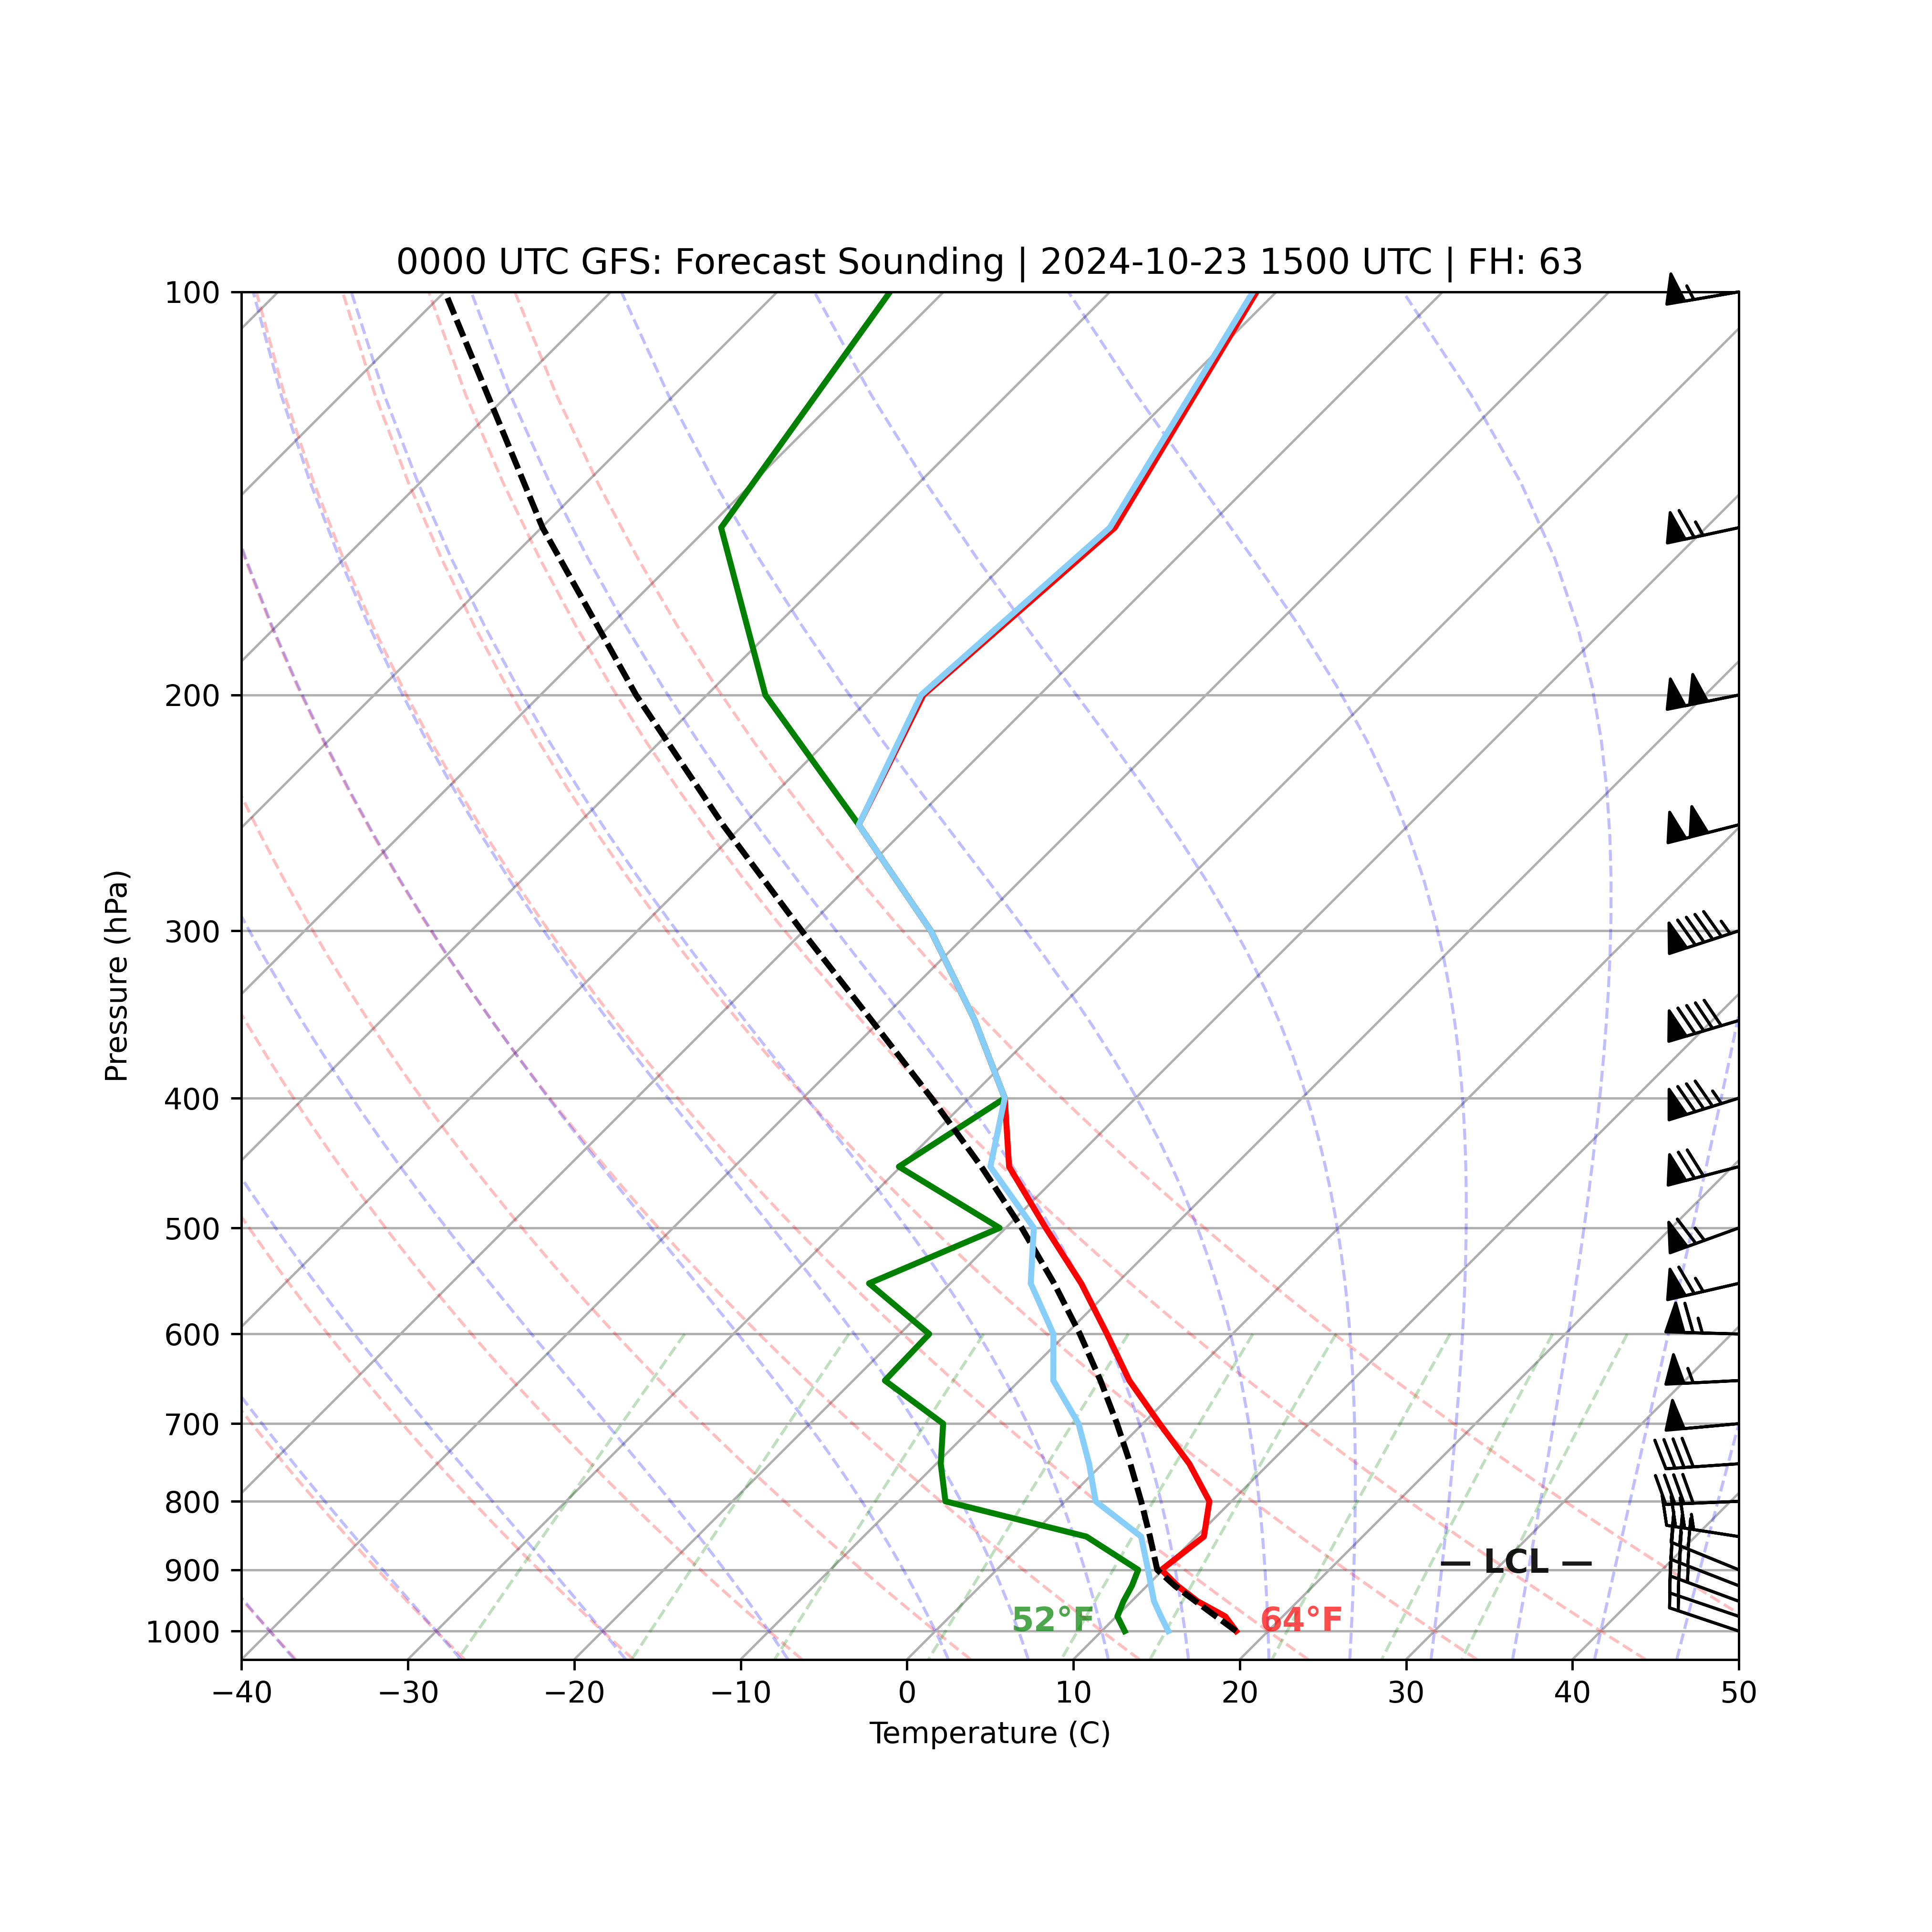 0000 UTC GFS: Forecast Sounding | 2024-10-23 1500 UTC | FH: 63
100
200
300
400
500
600
700
800
900
1000
Pressure (hPa)
— LCL —
52°F
64°F
−40 −30 −20 −10 0 10 20 30 40 50
Temperature (C)